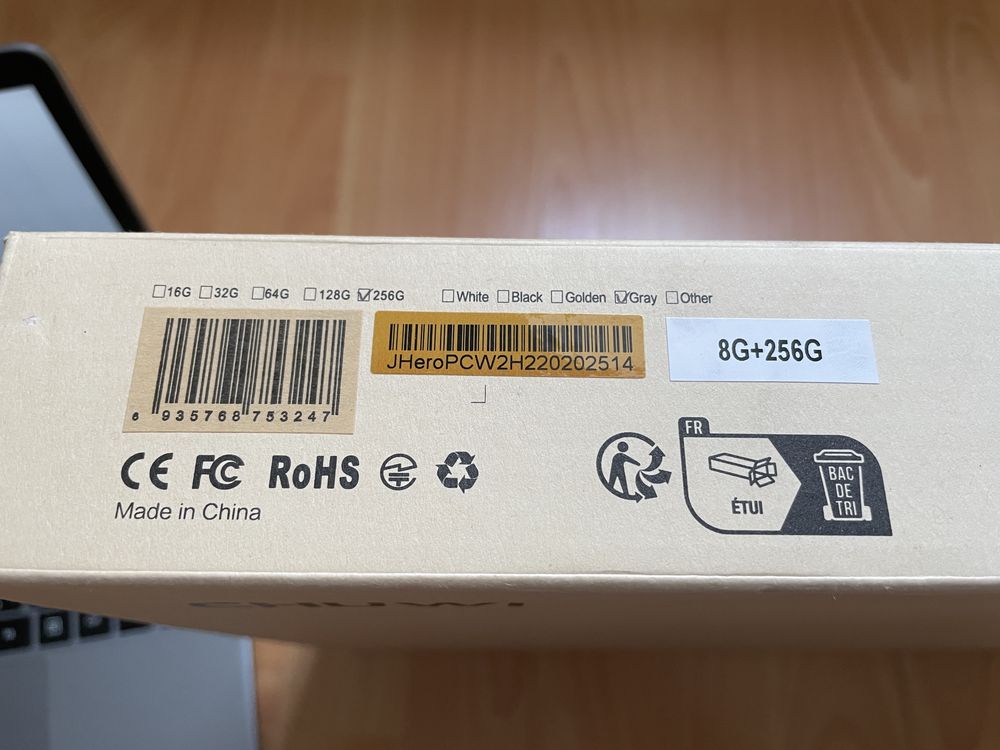 ☐16G ☐32G ☐64G ☐128G ☑256G ☐White ☐Black ☐Golden ☑Gray ☐Other
6 935768 753247
JHeroPCW2H220202514
8G+256G
CE FC RoHS
Made in China
FR
ÉTUI
BAC
DE
TRI
CHUWI